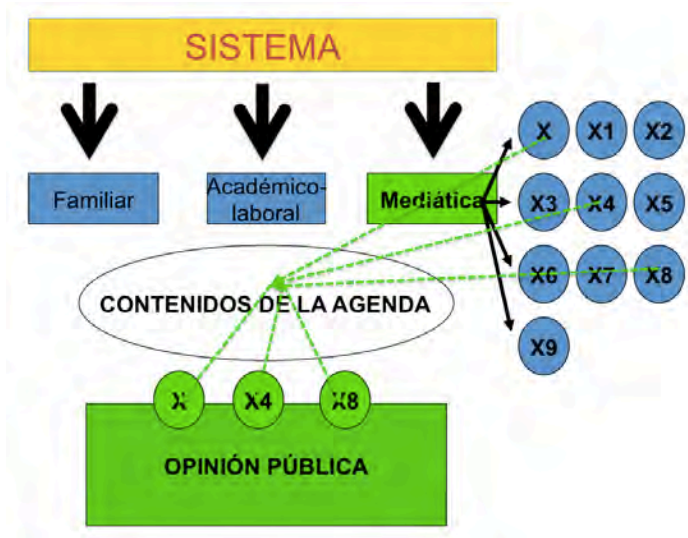 SISTEMA
Familiar
Académico-
laboral
Mediática
X X1 X2
X3 X4 X5
X6 X7 X8
X9
CONTENIDOS DE LA AGENDA
X X4 X8
OPINIÓN PÚBLICA